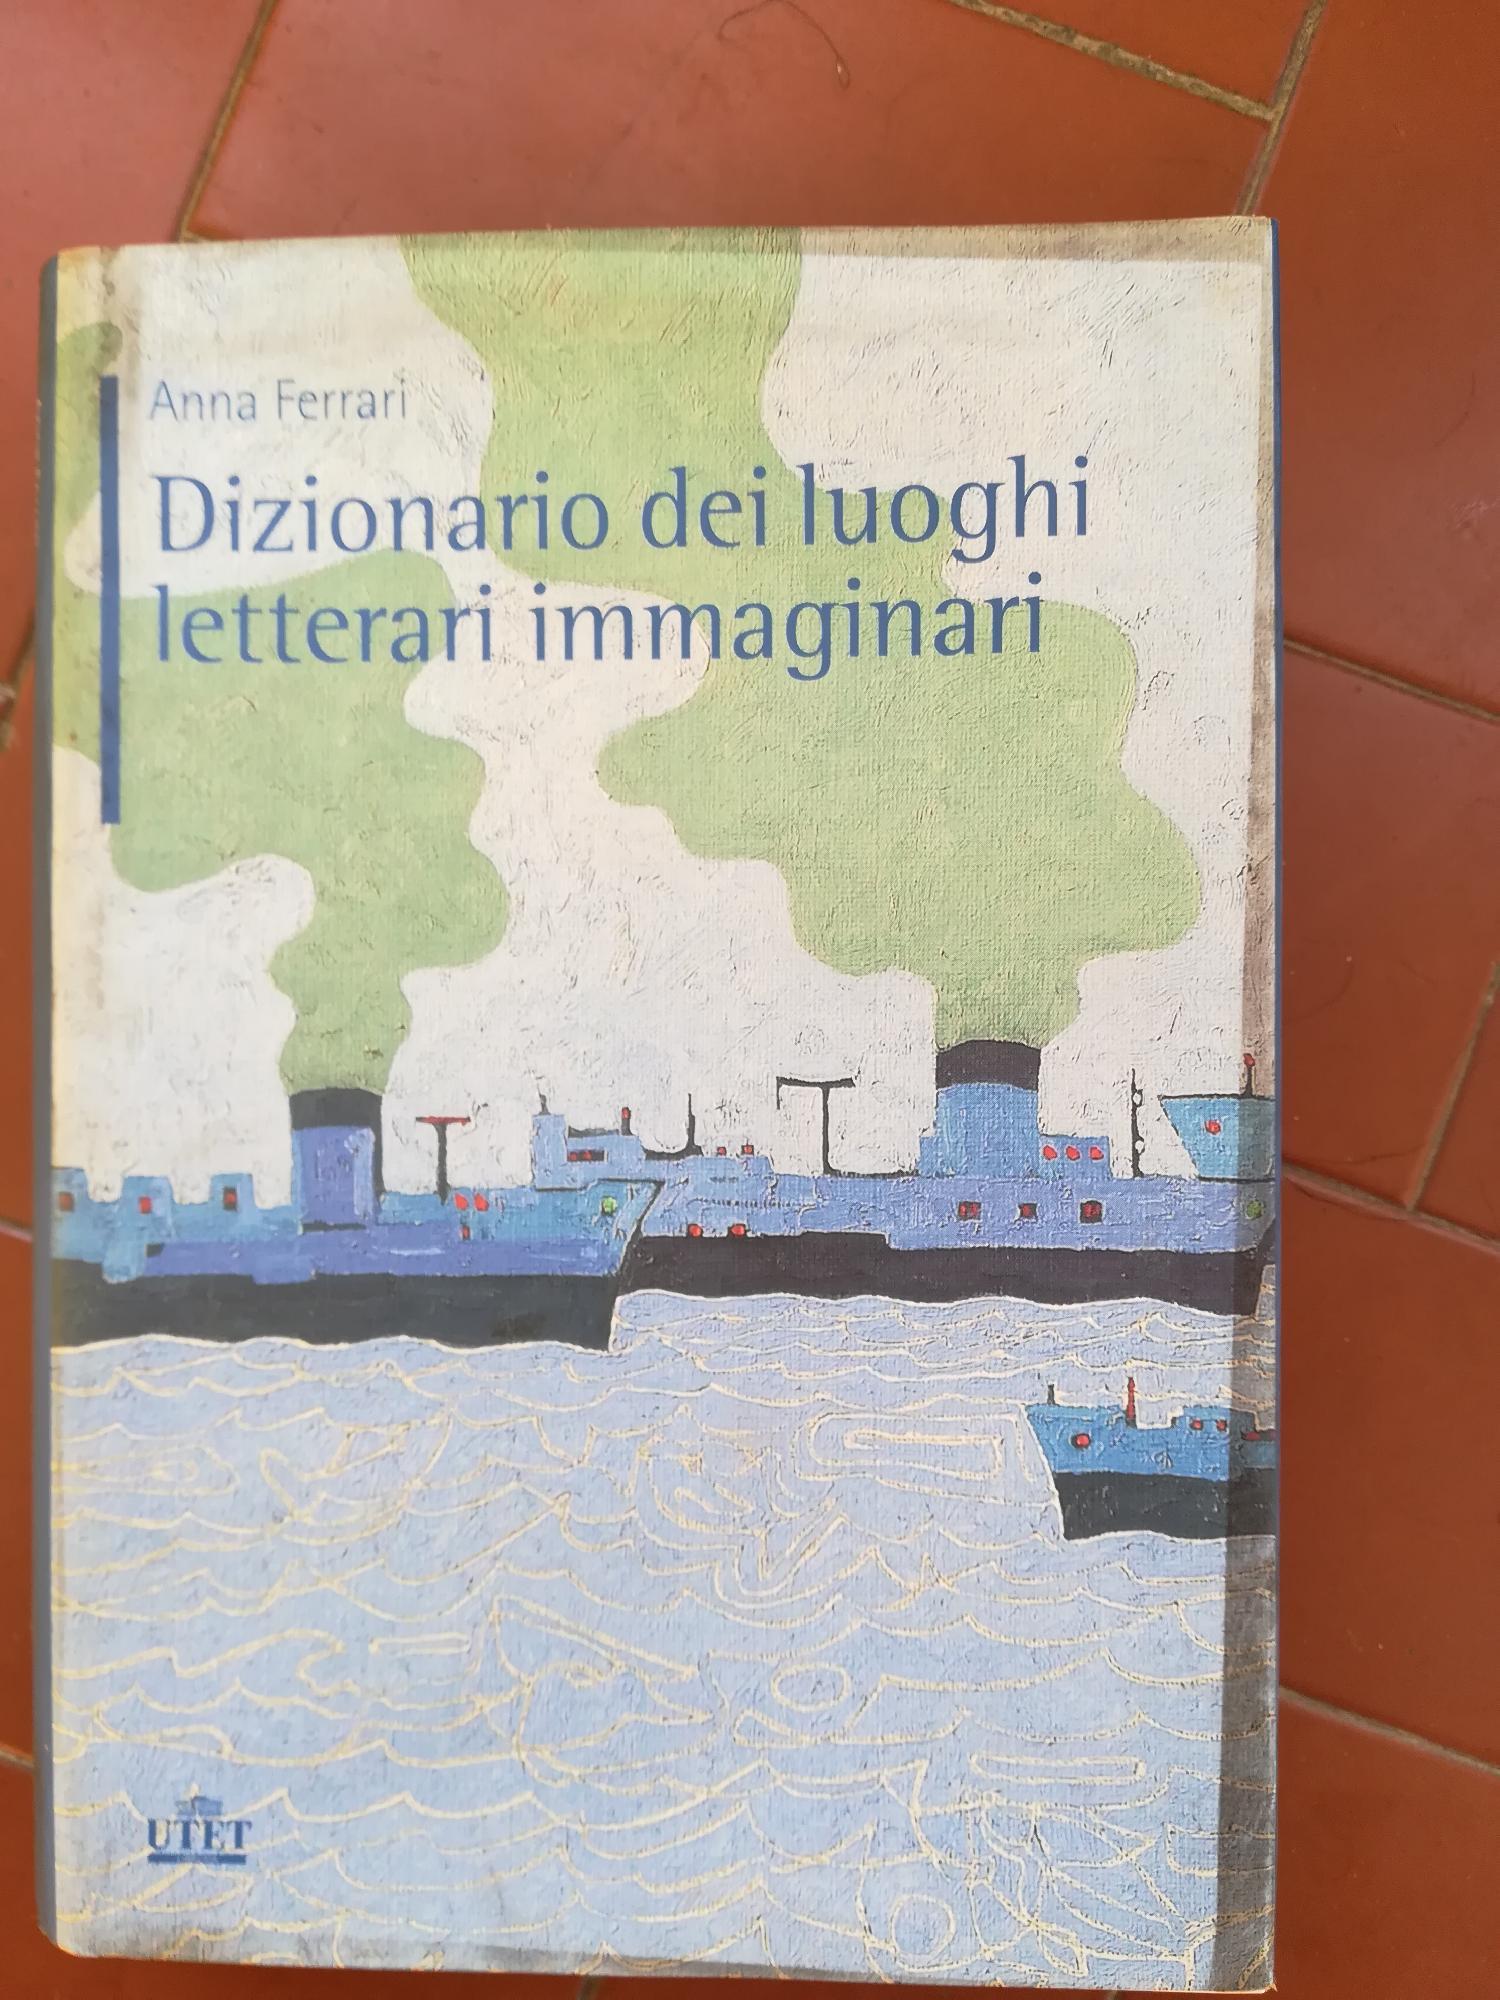 Anna Ferrari
Dizionario dei luoghi
letterari immaginari
UTET